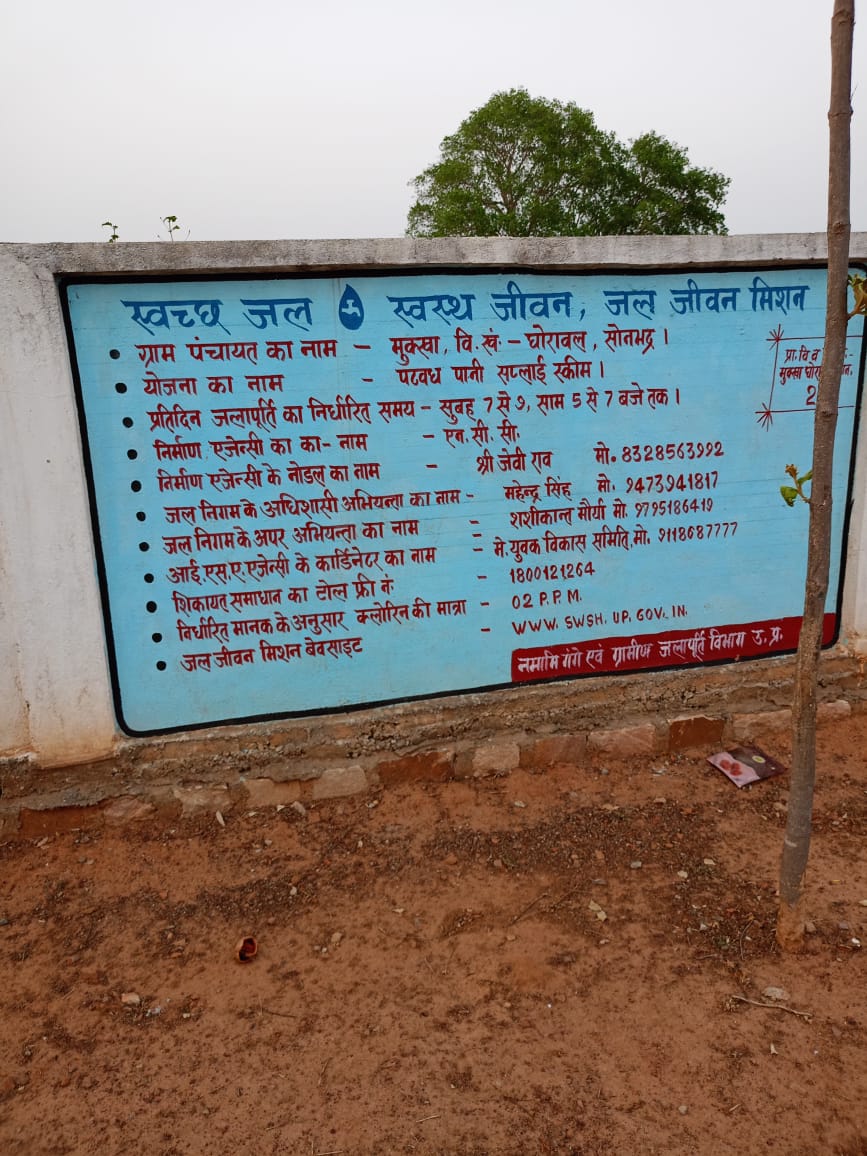 स्वच्छ जल स्वस्थ जीवन, जल जीवन मिशन
ग्राम पंचायत का नाम - मुक्खा, वि. खं:- घोरावल, सोनभद्र।
योजना का नाम - पटवध पानी सप्लाई स्कीम।
प्रतिदिन जलापूर्ति का निर्धारित समय - सुबह 7 से 9, साम 5 से 7 बजे तक।
निर्माण एजेन्सी का का- नाम - एन. सी. सी.
निर्माण एजेन्सी के नोडल का नाम - श्री जेवी राव मो. 8328563992
जल निगम के अधिशासी अभियन्ता का नाम - महेन्द्र सिंह मो. 9473941817
जल निगम के अपर अभियन्ता का नाम - शशीकान्त मौर्या मो. 9795186419
आई.एस.ए. एजेन्सी के कार्डिनेटर का नाम - मे. युवक विकास समिति, मो. 9118687777
शिकायत समाधान का टोल फ्री नं - 1800121264
निर्धारित मानक के अनुसार क्लोरिन की मात्रा - 02 P.P.M.
जल जीवन मिशन बेवसाइट - WWW. SWSH. UP. GOV. IN.
नमामि गंगे एवं ग्रामीण जलापूर्ति विभाग उ. प्र.
प्रा. वि. व
मुक्खा घोरा
2